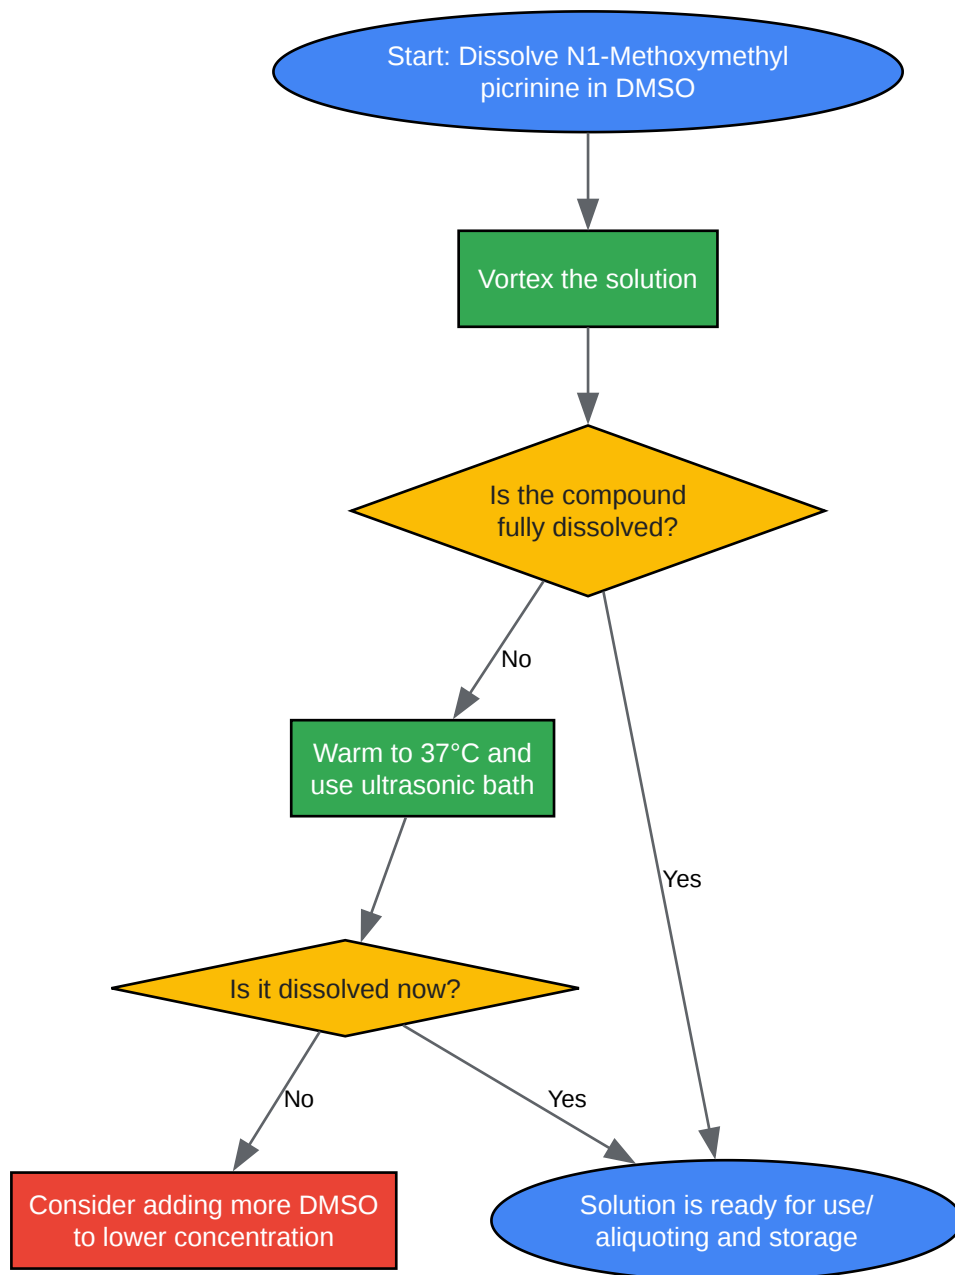 Start: Dissolve N1-Methoxymethyl
picrinine in DMSO
Vortex the solution
Is the compound
fully dissolved?
No
Warm to 37°C and
use ultrasonic bath
Yes
Is it dissolved now?
No
Yes
Consider adding more DMSO
to lower concentration
Solution is ready for use/
aliquoting and storage